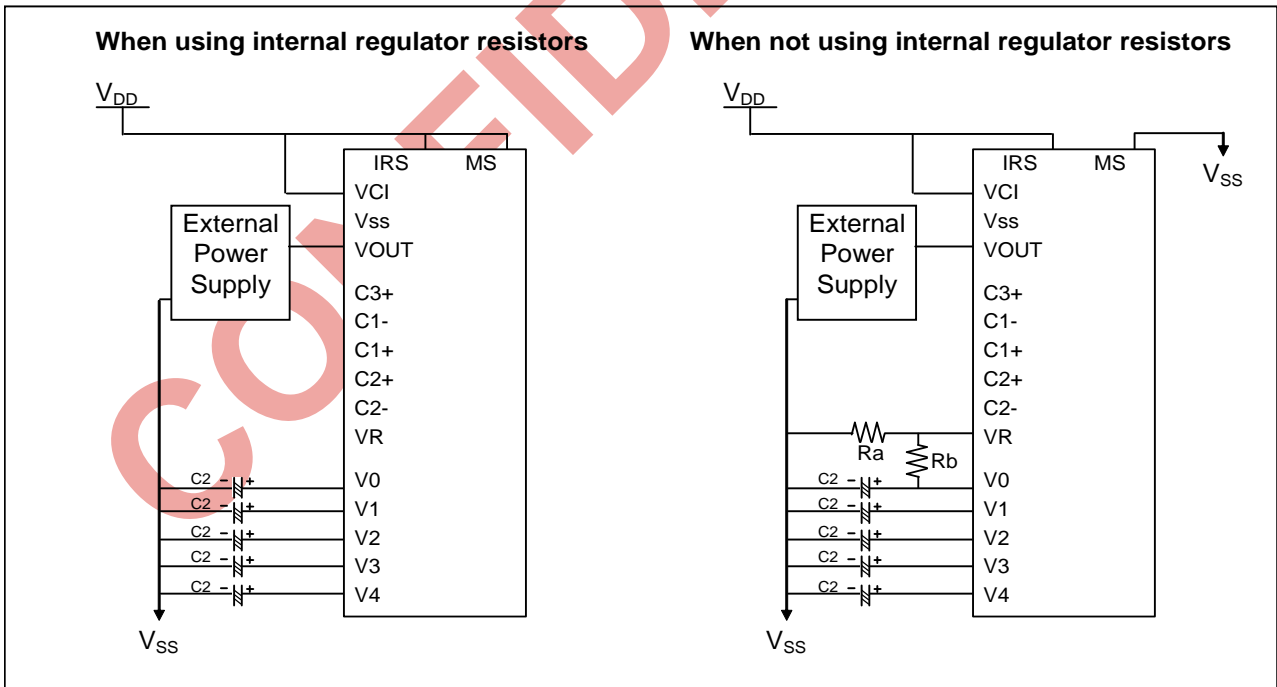 When using internal regulator resistors
When not using internal regulator resistors
VDD
IRS
MS
VCI
Vss
VOUT
C3+
C1-
C1+
C2+
C2-
VR
V0
V1
V2
V3
V4
External
Power
Supply
C2 - +
C2 - +
C2 - +
C2 - +
C2 - +
VSS
VDD
IRS
MS
VSS
VCI
Vss
VOUT
C3+
C1-
C1+
C2+
C2-
VR
V0
V1
V2
V3
V4
External
Power
Supply
Ra
Rb
C2 - +
C2 - +
C2 - +
C2 - +
C2 - +
VSS